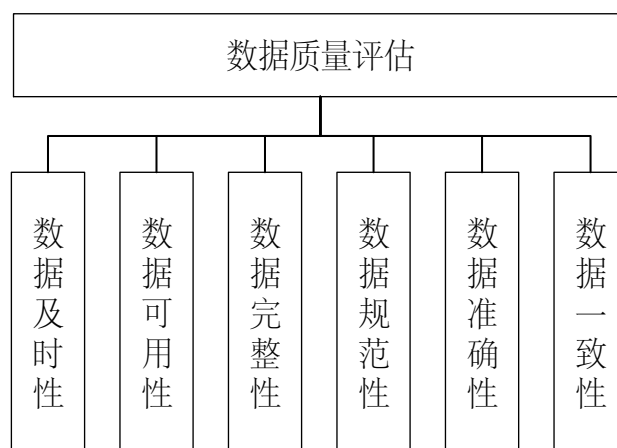 数据质量评估
数据及时性
数据可用性
数据完整性
数据规范性
数据准确性
数据一致性